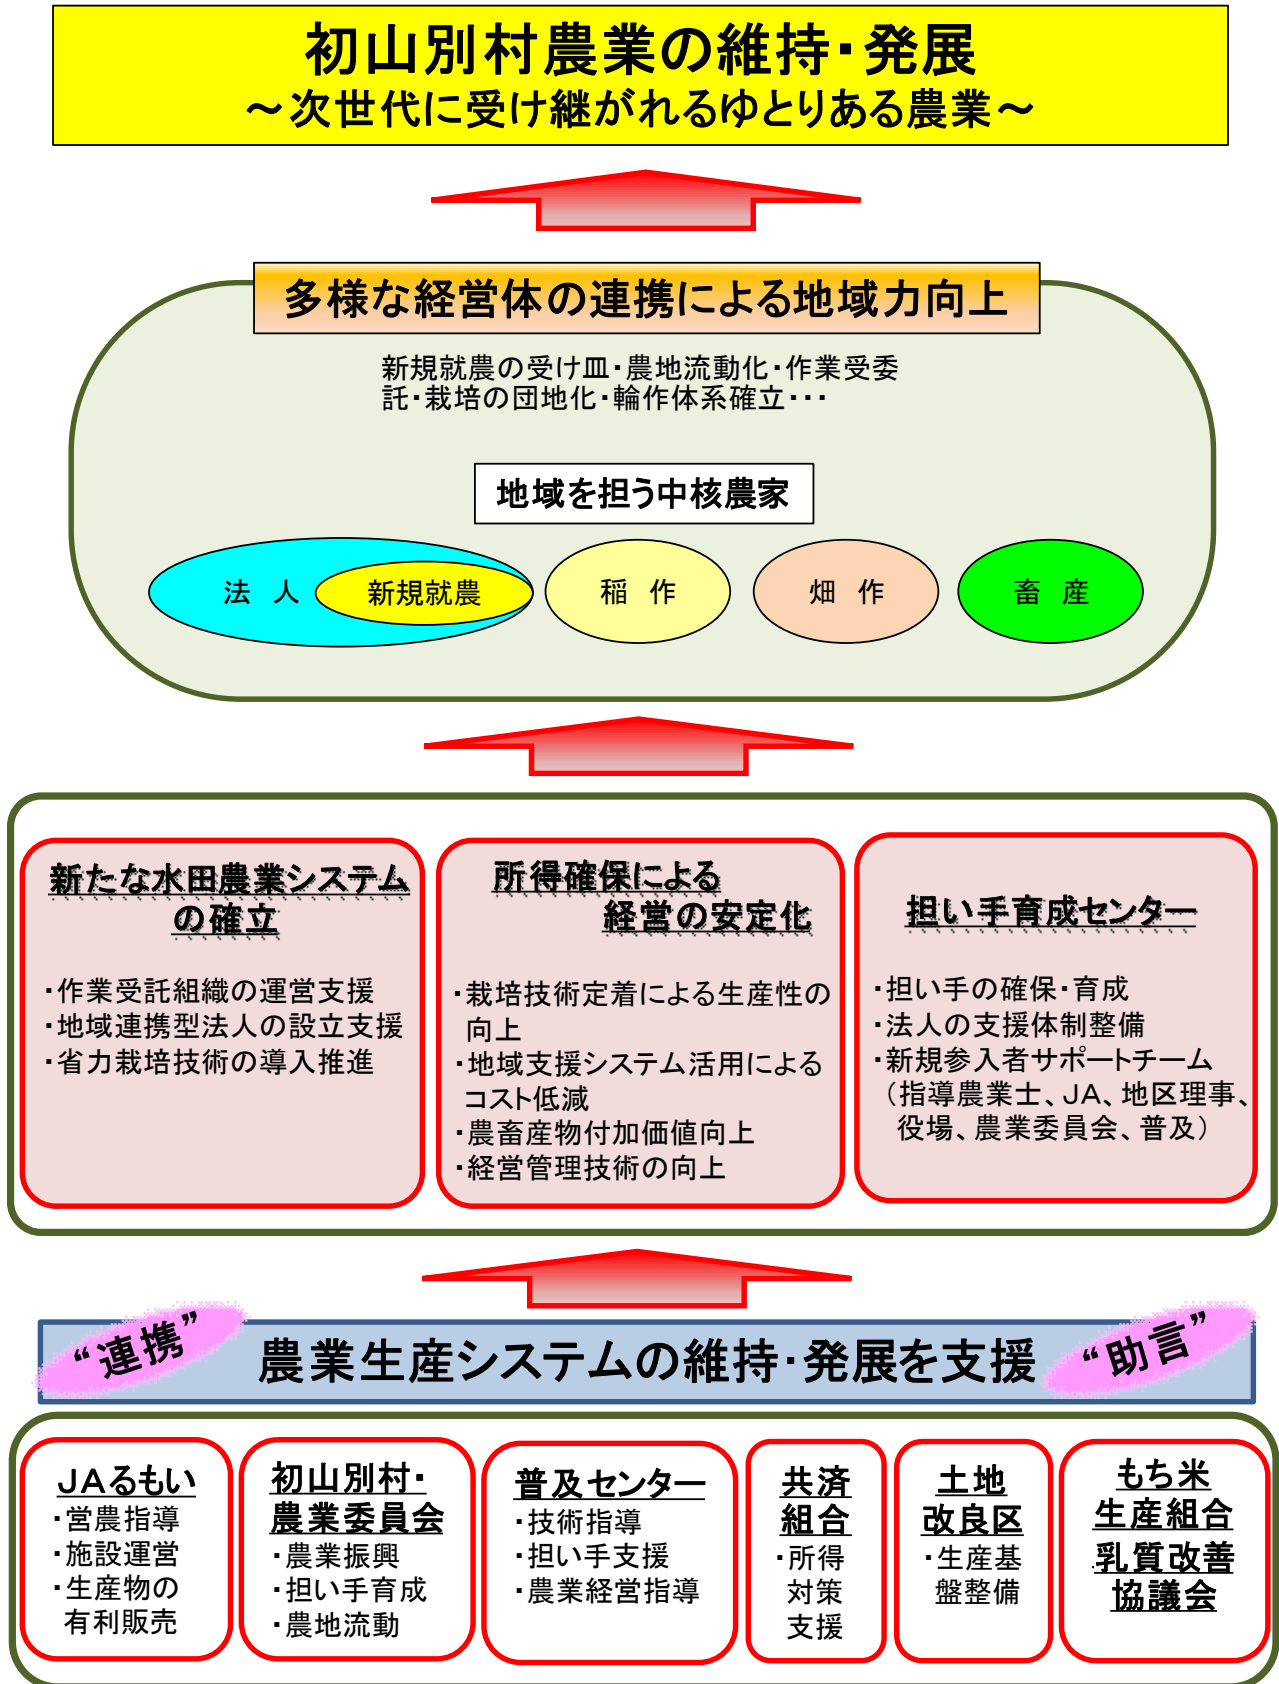 初山別村農業の維持・発展
～次世代に受け継がれるゆとりある農業～
多様な経営体の連携による地域力向上
新規就農の受け皿・農地流動化・作業受委
託・栽培の団地化・輪作体系確立・・・
地域を担う中核農家
法　人
新規就農
稲　作
畑　作
畜　産
新たな水田農業システム
の確立
・作業受託組織の運営支援
・地域連携型法人の設立支援
・省力栽培技術の導入推進
所得確保による
経営の安定化
・栽培技術定着による生産性の
向上
・地域支援システム活用による
コスト低減
・農畜産物付加価値向上
・経営管理技術の向上
担い手育成センター
・担い手の確保・育成
・法人の支援体制整備
・新規参入者サポートチーム
（指導農業士、JA、地区理事、
役場、農業委員会、普及）
“連携”
農業生産システムの維持・発展を支援
“助言”
JAるもい
・営農指導
・施設運営
・生産物の
有利販売
初山別村・
農業委員会
・農業振興
・担い手育成
・農地流動
普及センター
・技術指導
・担い手支援
・農業経営指導
共済
組合
・所得
対策
支援
土地
改良区
・生産基
盤整備
もち米
生産組合
乳質改善
協議会